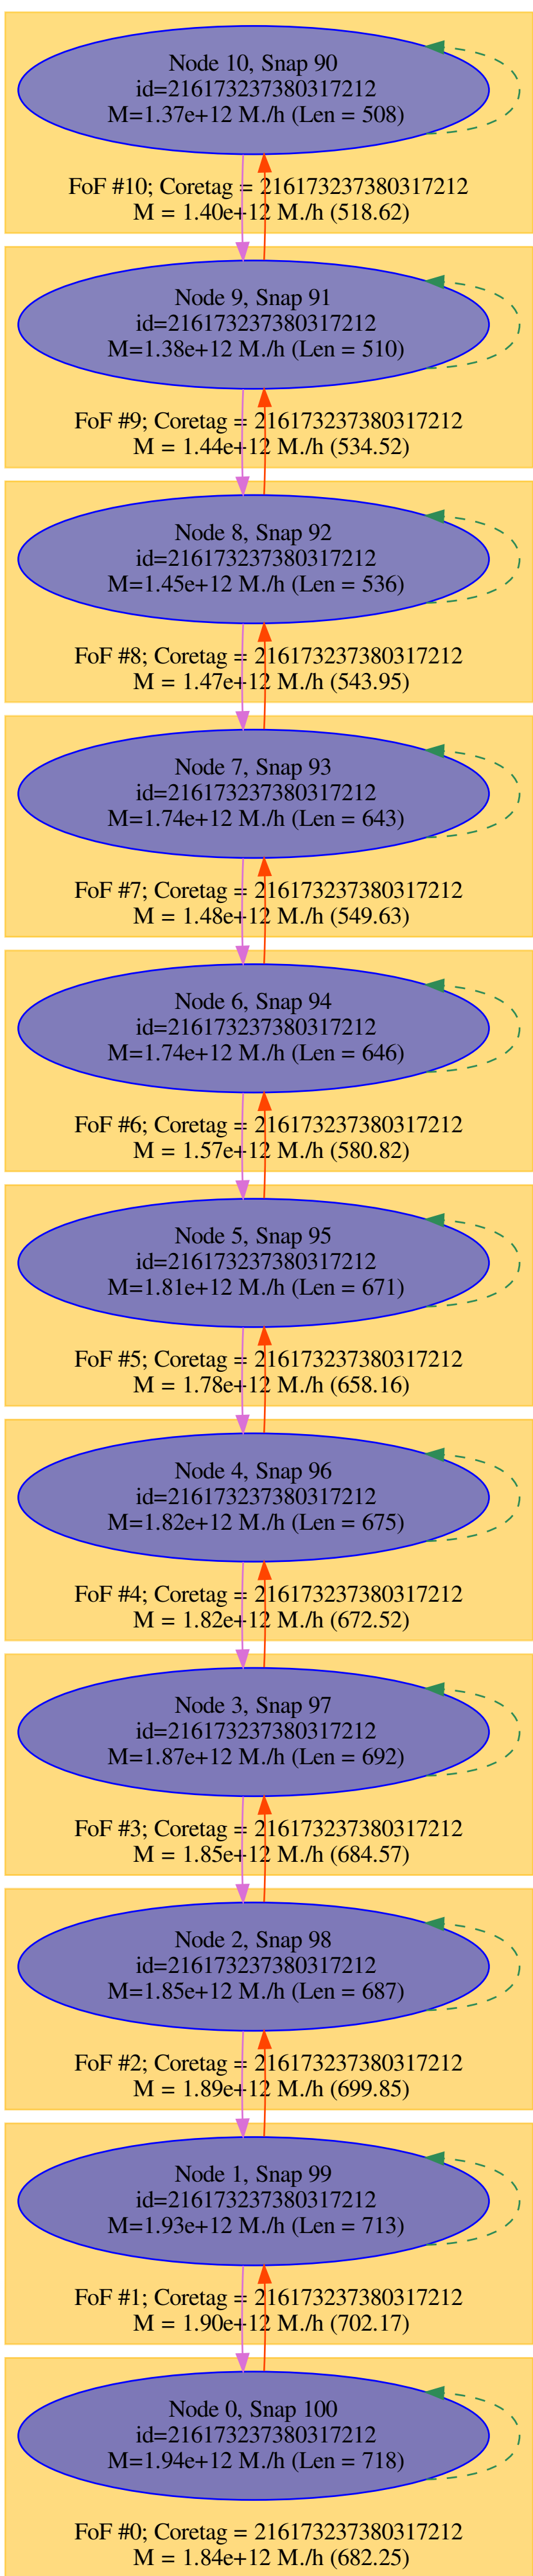 Node 10, Snap 90
id=216173237380317212
M=1.37e+12 M./h (Len = 508)
FoF #10; Coretag = 216173237380317212
M = 1.40e+12 M./h (518.62)
Node 9, Snap 91
id=216173237380317212
M=1.38e+12 M./h (Len = 510)
FoF #9; Coretag = 216173237380317212
M = 1.44e+12 M./h (534.52)
Node 8, Snap 92
id=216173237380317212
M=1.45e+12 M./h (Len = 536)
FoF #8; Coretag = 216173237380317212
M = 1.47e+12 M./h (543.95)
Node 7, Snap 93
id=216173237380317212
M=1.74e+12 M./h (Len = 643)
FoF #7; Coretag = 216173237380317212
M = 1.48e+12 M./h (549.63)
Node 6, Snap 94
id=216173237380317212
M=1.74e+12 M./h (Len = 646)
FoF #6; Coretag = 216173237380317212
M = 1.57e+12 M./h (580.82)
Node 5, Snap 95
id=216173237380317212
M=1.81e+12 M./h (Len = 671)
FoF #5; Coretag = 216173237380317212
M = 1.78e+12 M./h (658.16)
Node 4, Snap 96
id=216173237380317212
M=1.82e+12 M./h (Len = 675)
FoF #4; Coretag = 216173237380317212
M = 1.82e+12 M./h (672.52)
Node 3, Snap 97
id=216173237380317212
M=1.87e+12 M./h (Len = 692)
FoF #3; Coretag = 216173237380317212
M = 1.85e+12 M./h (684.57)
Node 2, Snap 98
id=216173237380317212
M=1.85e+12 M./h (Len = 687)
FoF #2; Coretag = 216173237380317212
M = 1.89e+12 M./h (699.85)
Node 1, Snap 99
id=216173237380317212
M=1.93e+12 M./h (Len = 713)
FoF #1; Coretag = 216173237380317212
M = 1.90e+12 M./h (702.17)
Node 0, Snap 100
id=216173237380317212
M=1.94e+12 M./h (Len = 718)
FoF #0; Coretag = 216173237380317212
M = 1.84e+12 M./h (682.25)